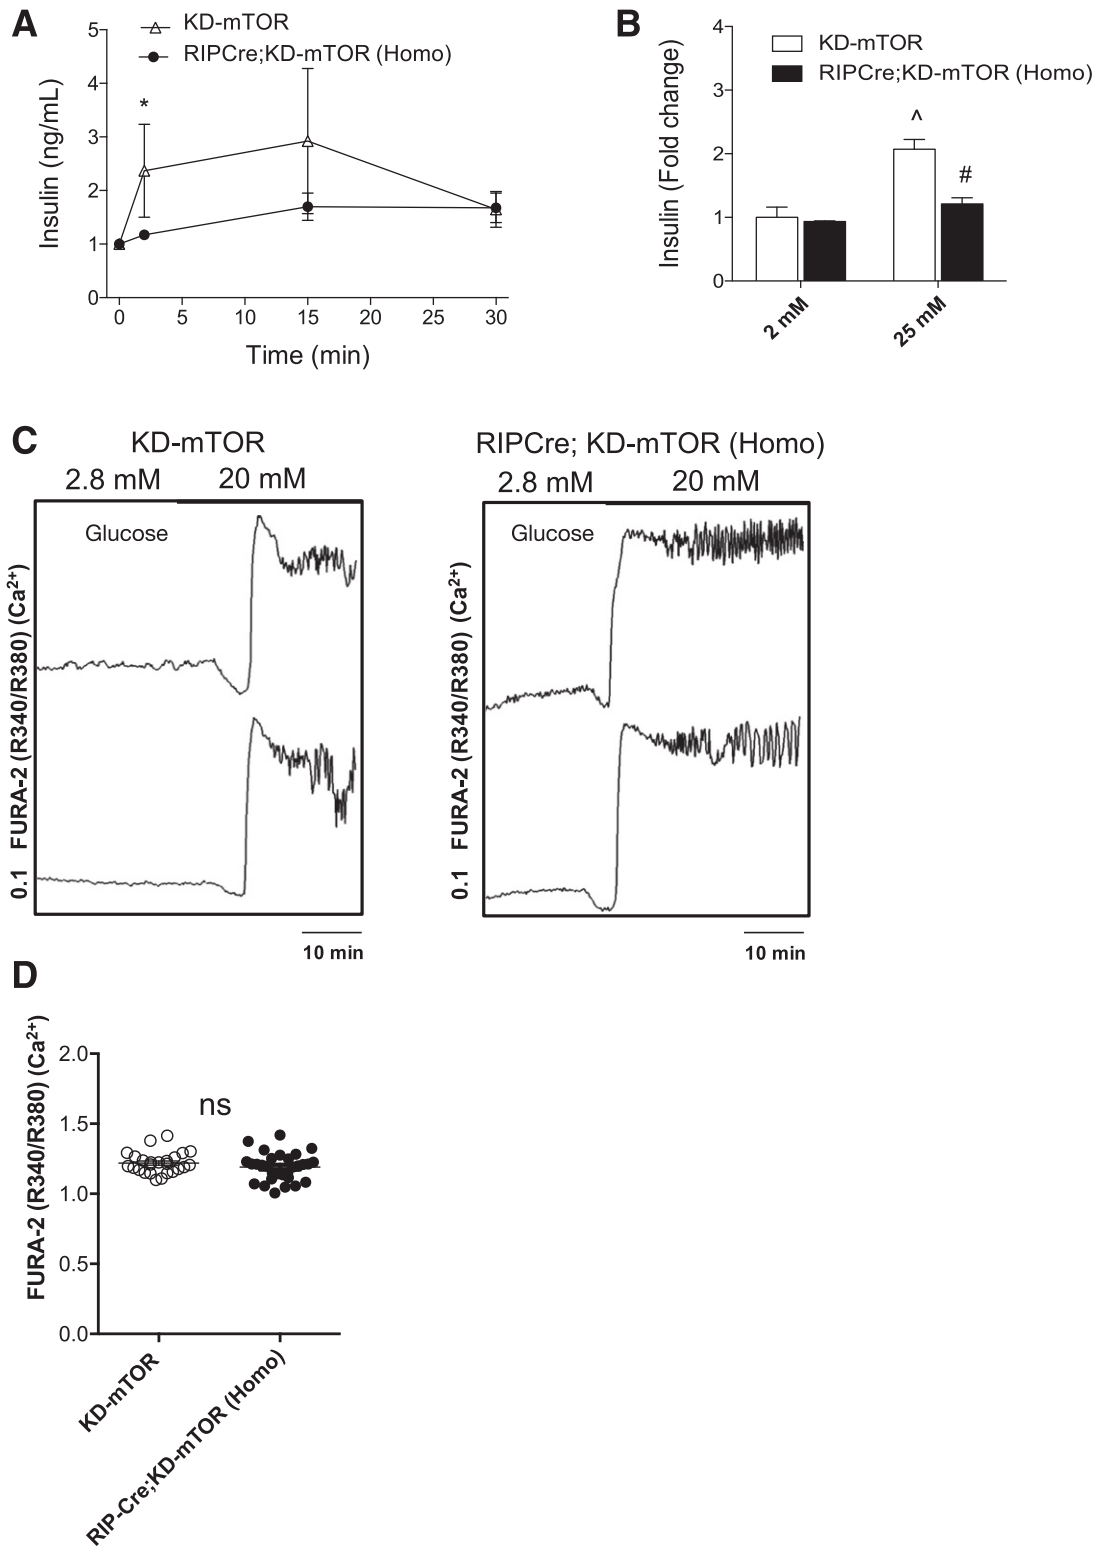 A
KD-mTOR
RIPCre;KD-mTOR (Homo)
Insulin (ng/mL)
5
4
3
2
1
0
*
0 5 10 15 20 25 30
Time (min)
B
KD-mTOR
RIPCre;KD-mTOR (Homo)
Insulin (Fold change)
4
3
2
1
0
^
#
2 mM
25 mM
C
KD-mTOR
2.8 mM 20 mM
Glucose
0.1 FURA-2 (R340/R380) (Ca²⁺)
10 min
RIPCre; KD-mTOR (Homo)
2.8 mM 20 mM
Glucose
0.1 FURA-2 (R340/R380) (Ca²⁺)
10 min
D
FURA-2 (R340/R380) (Ca²⁺)
2.0
1.5
1.0
0.5
0.0
ns
KD-mTOR
RIP-Cre;KD-mTOR (Homo)